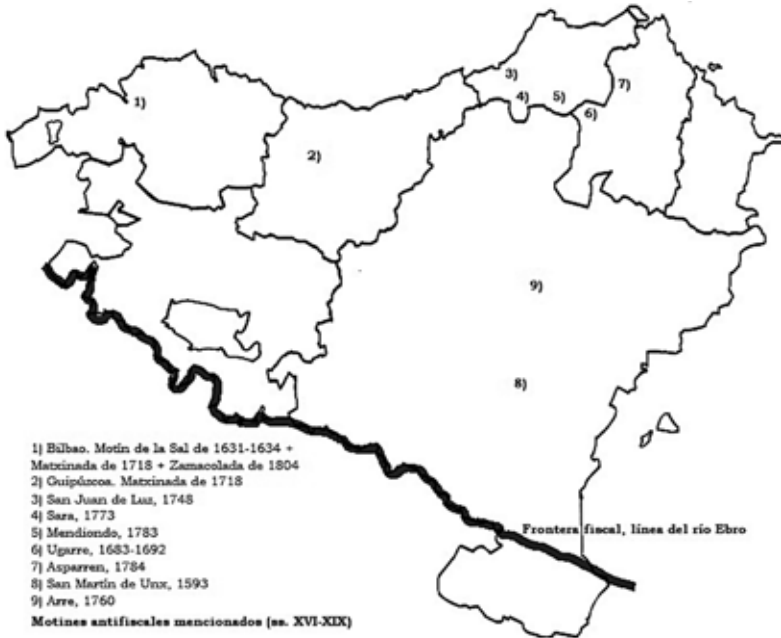 3)
7)
1)
4)
5)
6)
2)
9)
8)
1) Bilbao. Motín de la Sal de 1631-1634 +
Matxinada de 1718 + Zamacolada de 1804
2) Guipúzcoa. Matxinada de 1718
3) San Juan de Luz, 1748
4) Sara, 1773
5) Mendiondo, 1783
6) Ugarre, 1683-1692
7) Asparren, 1784
8) San Martín de Unx, 1593
9) Arre, 1760
Motines antifiscales mencionados (ss. XVI-XIX)
Frontera fiscal, línea del río Ebro